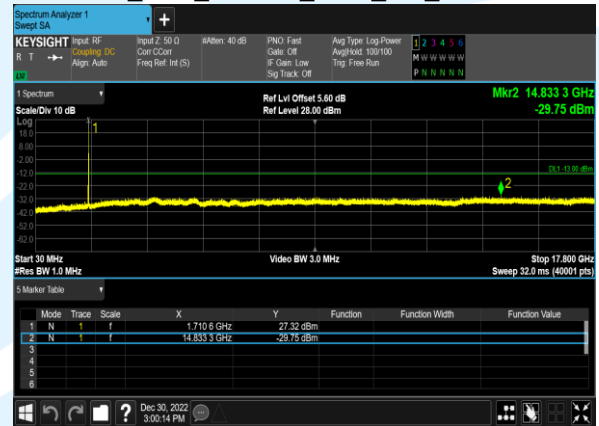 Spectrum Analyzer 1
Swept SA
+
KEYSIGHT Input: RF Input Z: 50 Ω #Atten: 40 dB PNO: Fast Avg Type: Log-Power 1 2 3 4 5 6
R T Coupling: DC Corr CCorr Gate: Off Avg|Hold: 100/100 M W W W W W
Align: Auto Freq Ref: Int (S) IF Gain: Low Trig: Free Run P N N N N N
LW Sig Track: Off
1 Spectrum Ref Lvl Offset 5.60 dB Mkr2 14.833 3 GHz
Scale/Div 10 dB Ref Level 28.00 dBm -29.75 dBm
Log
18.0
1
8.00
-2.00
DL1 -13.00 dBm
-12.0
-22.0
2
-32.0
-42.0
-52.0
-62.0
Start 30 MHz Video BW 3.0 MHz Stop 17.800 GHz
#Res BW 1.0 MHz Sweep 32.0 ms (40001 pts)
5 Marker Table
Mode Trace Scale X Y Function Function Width Function Value
1 N 1 f 1.710 6 GHz 27.32 dBm
2 N 1 f 14.833 3 GHz -29.75 dBm
3
4
5
6
? Dec 30, 2022
3:00:14 PM